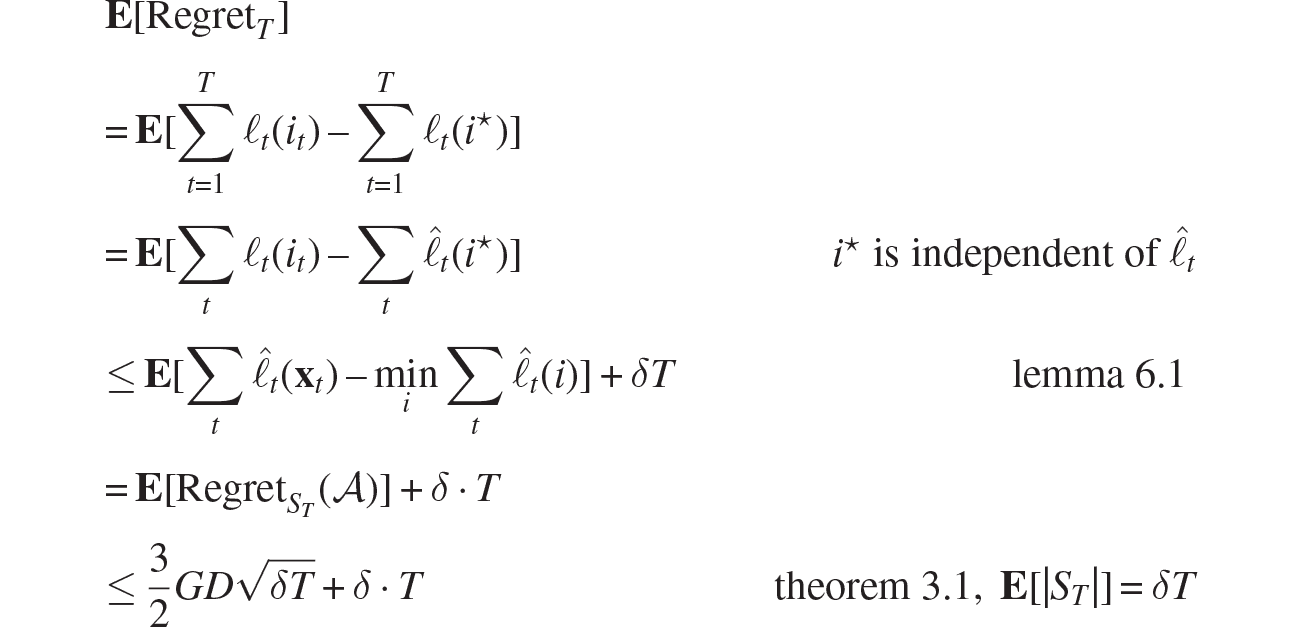 E[Regret_T]
= E[∑_{t=1}^{T} ℓ_t(i_t) − ∑_{t=1}^{T} ℓ_t(i⋆)]
= E[∑_t ℓ_t(i_t) − ∑_t ℓ̂_t(i⋆)] i⋆ is independent of ℓ̂_t
≤ E[∑_t ℓ̂_t(x_t) − min_i ∑_t ℓ̂_t(i)] + δT lemma 6.1
= E[Regret_{S_T}(𝒜)] + δ · T
≤ 3/2 GD√δT + δ · T theorem 3.1, E[|S_T|] = δT